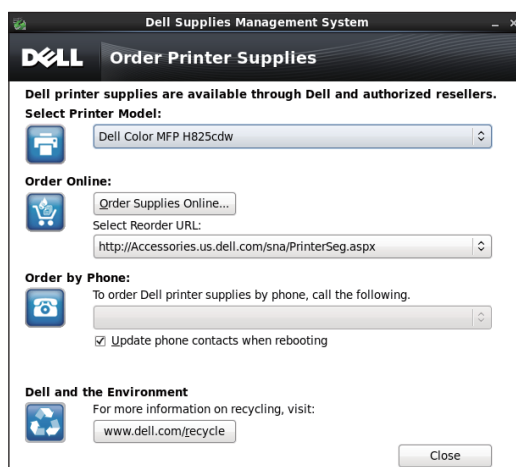 Dell Supplies Management System
DELL Order Printer Supplies
Dell printer supplies are available through Dell and authorized resellers.
Select Printer Model:
Dell Color MFP H825cdw
Order Online:
Order Supplies Online...
Select Reorder URL:
http://Accessories.us.dell.com/sna/PrinterSeg.aspx
Order by Phone:
To order Dell printer supplies by phone, call the following.
Update phone contacts when rebooting
Dell and the Environment
For more information on recycling, visit:
www.dell.com/recycle
Close